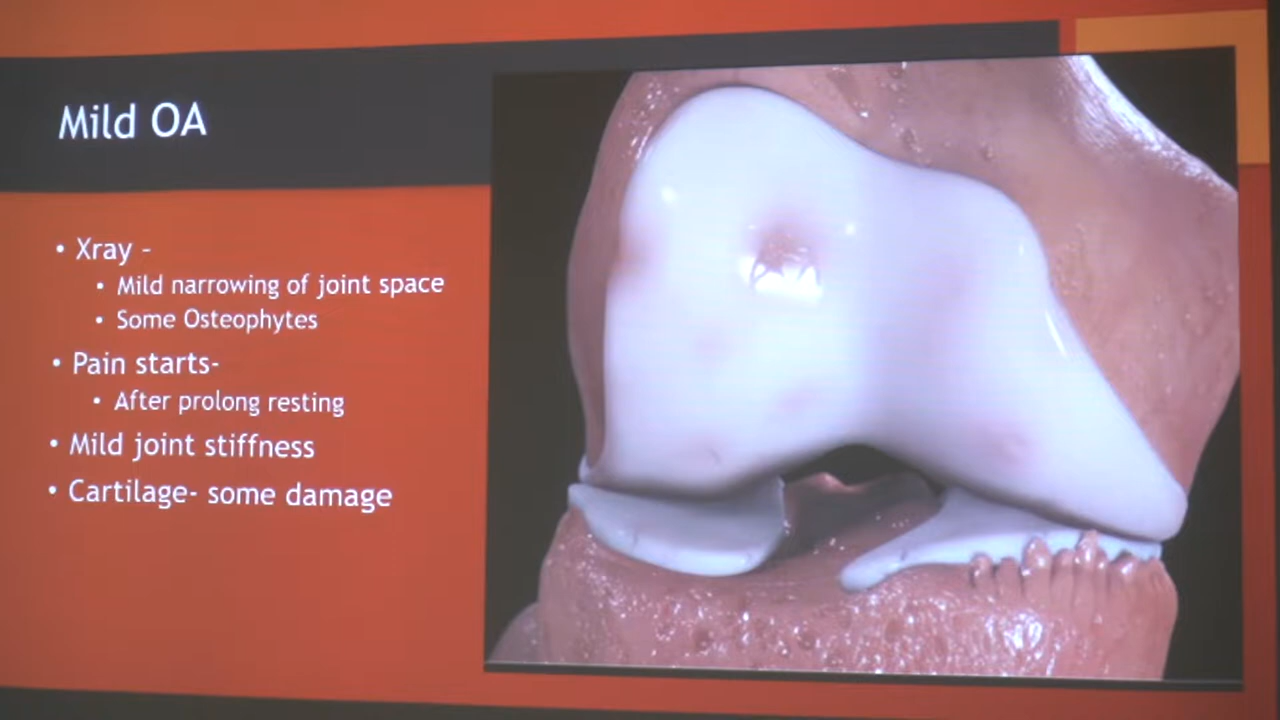 Mild OA
• Xray –
• Mild narrowing of joint space
• Some Osteophytes
• Pain starts-
• After prolong resting
• Mild joint stiffness
• Cartilage- some damage